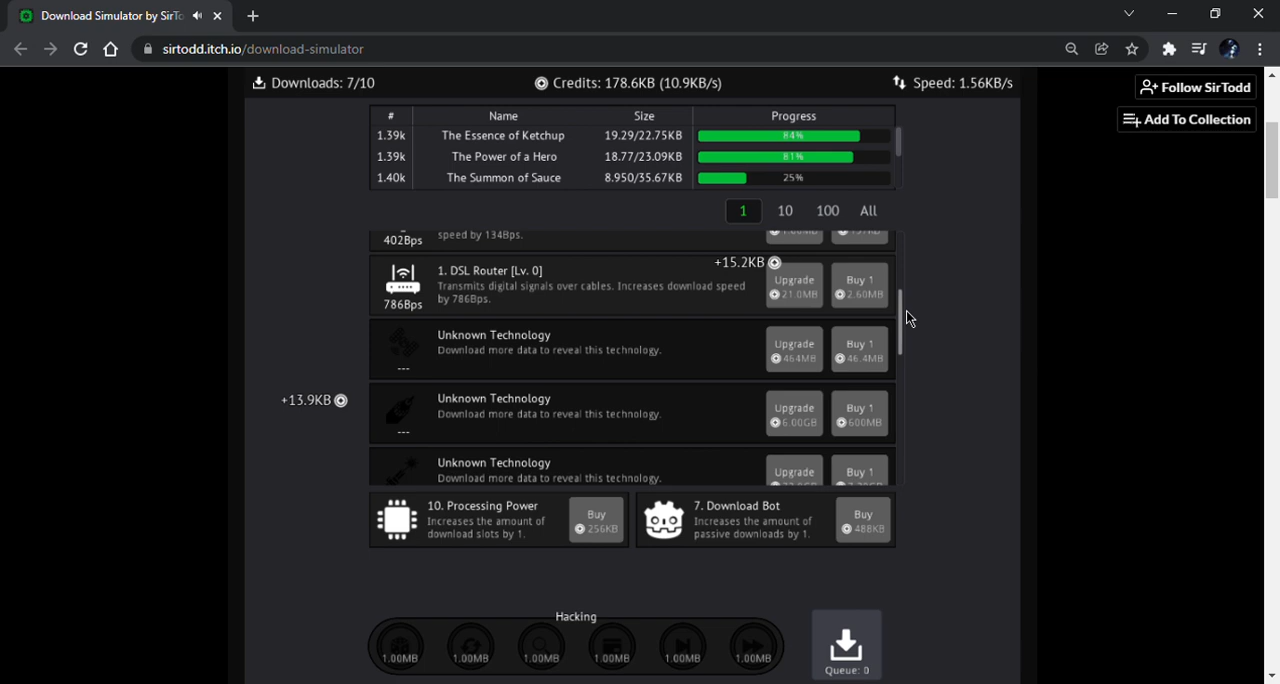 Download Simulator by SirTo
sirtodd.itch.io/download-simulator
Downloads: 7/10
Credits: 178.6KB (10.9KB/s)
Speed: 1.56KB/s
Follow SirTodd
Add To Collection
# Name Size Progress
1.39k The Essence of Ketchup 19.29/22.75KB 84%
1.39k The Power of a Hero 18.77/23.09KB 81%
1.40k The Summon of Sauce 8.950/35.67KB 25%
1 10 100 All
402Bps
speed by 134Bps.
+15.2KB
1. DSL Router [Lv. 0]
Transmits digital signals over cables. Increases download speed
by 786Bps.
786Bps
Upgrade
21.0MB
Buy 1
2.60MB
Unknown Technology
Download more data to reveal this technology.
---
Upgrade
464MB
Buy 1
46.4MB
+13.9KB
Unknown Technology
Download more data to reveal this technology.
---
Upgrade
6.00GB
Buy 1
600MB
Unknown Technology
Download more data to reveal this technology.
Upgrade
Buy 1
10. Processing Power
Increases the amount of
download slots by 1.
Buy
256KB
7. Download Bot
Increases the amount of
passive downloads by 1.
Buy
488KB
Hacking
1.00MB 1.00MB 1.00MB 1.00MB 1.00MB 1.00MB
Queue: 0